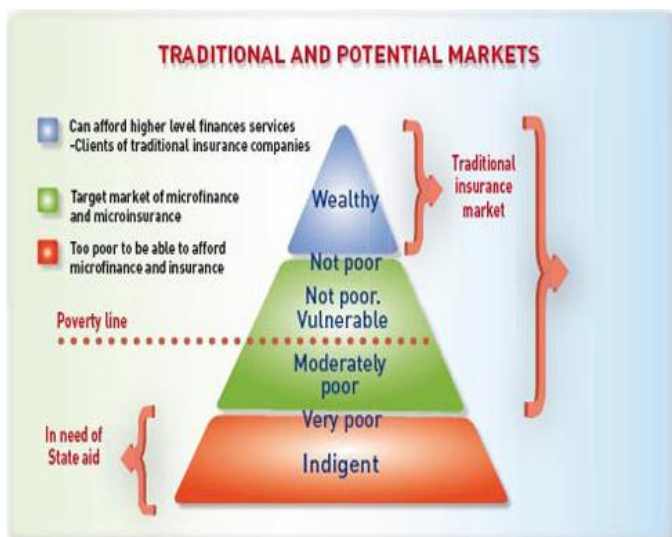 TRADITIONAL AND POTENTIAL MARKETS
Can afford higher level finances services
-Clients of traditional insurance companies
Target market of microfinance
and microinsurance
Too poor to be able to afford
microfinance and insurance
Wealthy
Traditional
insurance
market
Not poor
Not poor.
Vulnerable
Poverty line
Moderately
poor
Very poor
In need of
State aid
Indigent